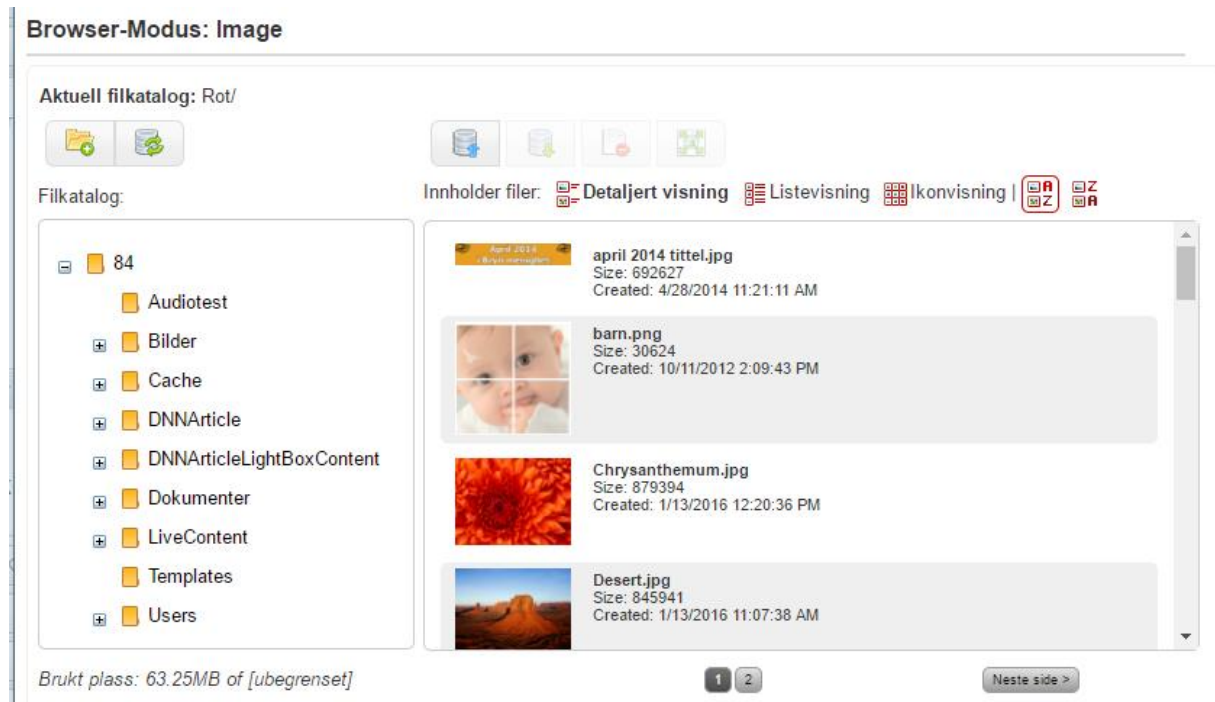 Browser-Modus: Image
Aktuell filkatalog: Rot/
Filkatalog:
Innholder filer: Detaljert visning Listevisning Ikonvisning | A Z Z A
84
Audiotest
Bilder
Cache
DNNArticle
DNNArticleLightBoxContent
Dokumenter
LiveContent
Templates
Users
April 2014
april 2014 tittel.jpg
Size: 692627
Created: 4/28/2014 11:21:11 AM
barn.png
Size: 30624
Created: 10/11/2012 2:09:43 PM
Chrysanthemum.jpg
Size: 879394
Created: 1/13/2016 12:20:36 PM
Desert.jpg
Size: 845941
Created: 1/13/2016 11:07:38 AM
Brukt plass: 63.25MB of [ubegrenset]
1 2
Neste side >